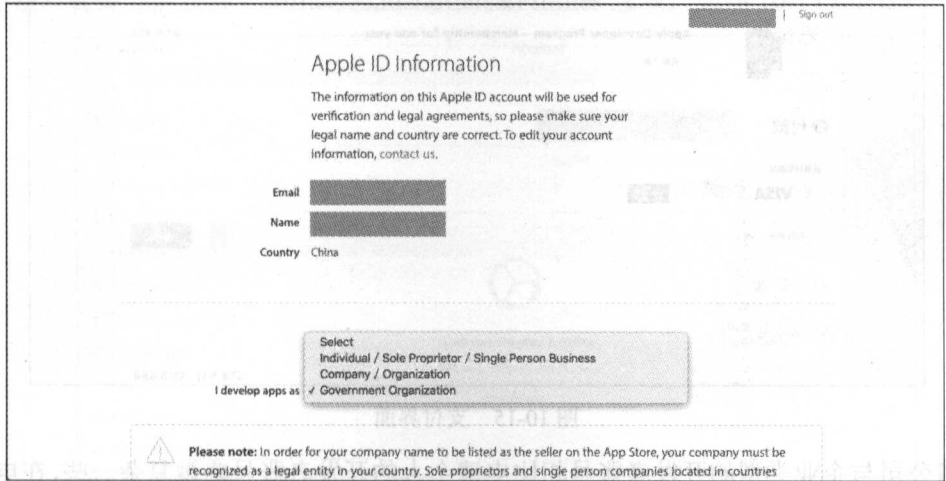 | Sign out
Apple ID Information
The information on this Apple ID account will be used for
verification and legal agreements, so please make sure your
legal name and country are correct. To edit your account
information, contact us.
Email
Name
Country China
Select
Individual / Sole Proprietor / Single Person Business
Company / Organization
I develop apps as ✓ Government Organization
Please note: In order for your company name to be listed as the seller on the App Store, your company must be
recognized as a legal entity in your country. Sole proprietors and single person companies located in countries